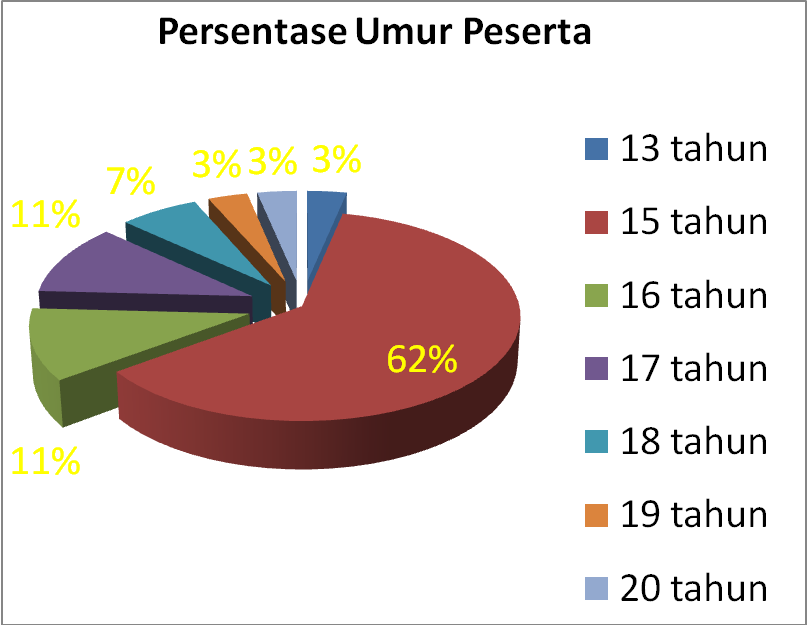 Persentase Umur Peserta
3%
3%
3%
7%
11%
62%
11%
13 tahun
15 tahun
16 tahun
17 tahun
18 tahun
19 tahun
20 tahun